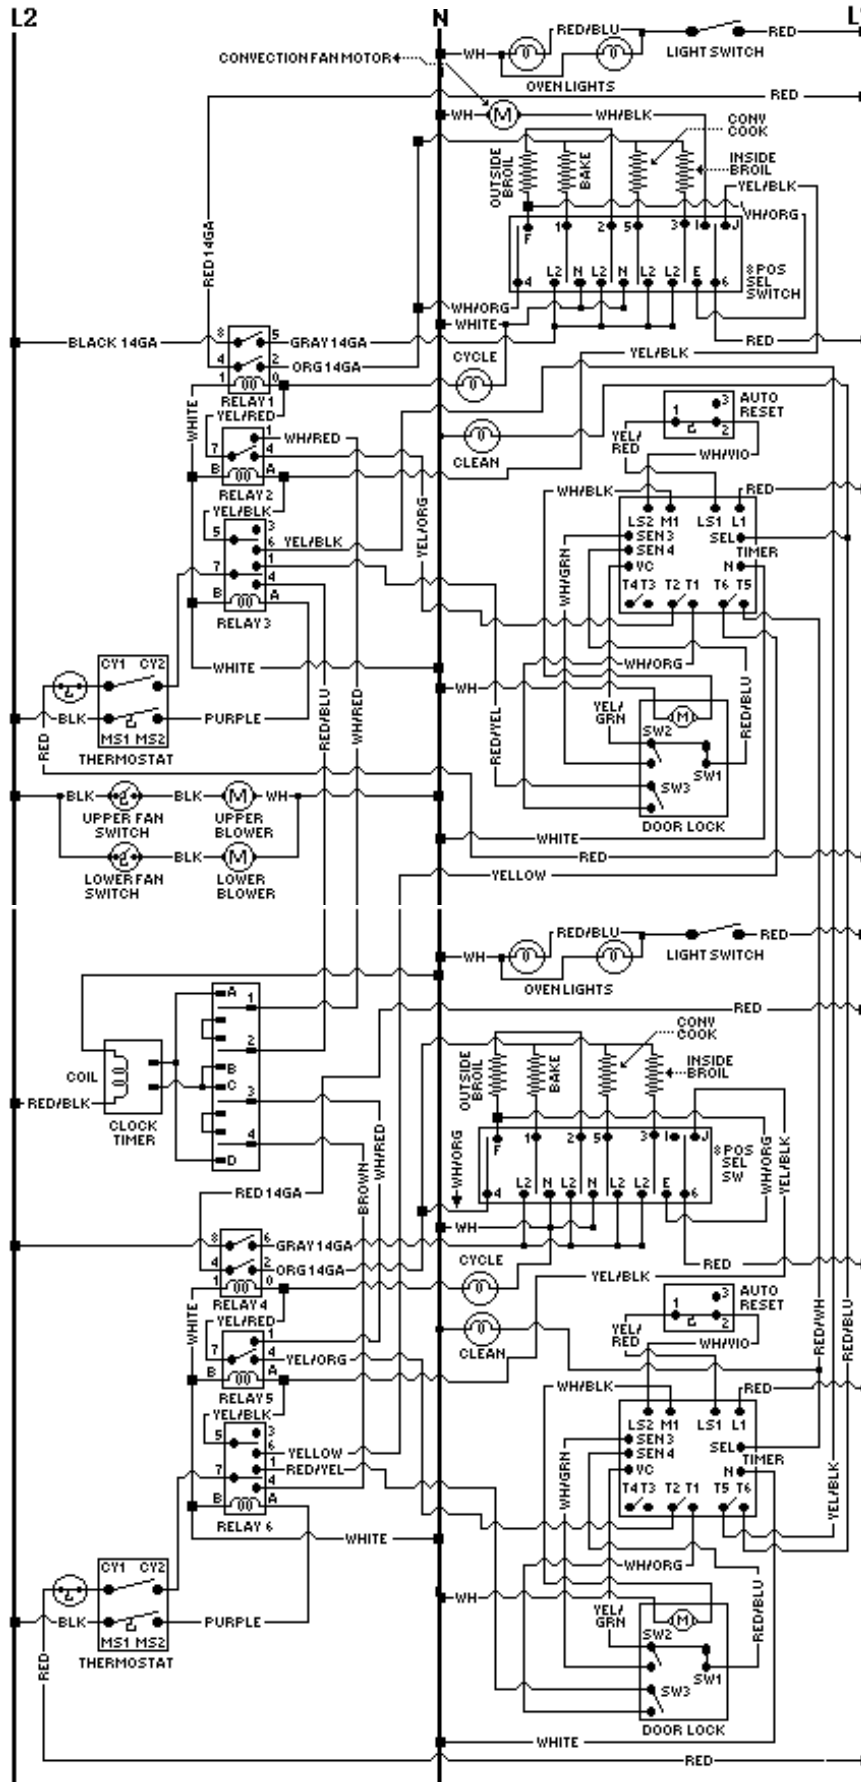 L2
N
L
WH
RED/BLU
RED
LIGHT SWITCH
OVEN LIGHTS
CONVECTION FAN MOTOR
RED
WH
M
WH/BLK
CONV
COOK
OUTSIDE
BROIL
BAKE
INSIDE
BROIL
YEL/BLK
WH/ORG
F
1
2
5
3
I
J
4
L2
N
L2
N
L2
L2
E
6
8 POS
SEL
SWITCH
RED 14GA
WH/ORG
WHITE
RED
BLACK 14GA
8
5
GRAY 14GA
4
2
ORG 14GA
1
0
RELAY 1
CYCLE
YEL/BLK
WHITE
YEL/RED
1
WH/RED
7
4
B
A
RELAY 2
CLEAN
1
3
2
AUTO
RESET
YEL/
RED
WH/VIO
YEL/BLK
3
5
6
YEL/BLK
1
7
4
B
A
RELAY 3
YEL/ORG
WH/BLK
RED
LS2
M1
LS1
L1
SEN 3
SEN 4
VC
SEL
TIMER
N
T4
T3
T2
T1
T6
T5
WH/GRN
WHITE
WH/ORG
CY1
CY2
BLK
MS1
MS2
PURPLE
THERMOSTAT
RED
RED/BLU
WH/RED
RED/YEL
WH
YEL/
GRN
M
RED/BLU
SW2
SW1
SW3
DOOR LOCK
BLK
BLK
M
WH
UPPER FAN
SWITCH
UPPER
BLOWER
BLK
M
LOWER FAN
SWITCH
LOWER
BLOWER
WHITE
RED
YELLOW
WH
RED/BLU
RED
LIGHT SWITCH
OVEN LIGHTS
RED
A
1
2
B
C
3
4
D
COIL
RED/BLK
CLOCK
TIMER
CONV
COOK
OUTSIDE
BROIL
BAKE
INSIDE
BROIL
F
1
2
5
3
I
J
4
L2
N
L2
N
L2
L2
E
6
8 POS
SEL
SW
WH/ORG
WH/ORG
YEL/BLK
WH/RED
BROWN
RED 14GA
WH
8
6
GRAY 14GA
4
2
ORG 14GA
1
0
RELAY 4
CYCLE
RED
YEL/BLK
WHITE
YEL/RED
1
7
4
YEL/ORG
B
A
RELAY 5
CLEAN
1
3
2
AUTO
RESET
YEL/
RED
WH/VIO
RED/WH
RED/BLU
YEL/BLK
3
5
6
YELLOW
1
RED/YEL
7
4
B
A
RELAY 6
WH/BLK
RED
LS2
M1
LS1
L1
SEN 3
SEN 4
VC
SEL
TIMER
N
T4
T3
T2
T1
T5
T6
WH/GRN
YEL/BLK
WHITE
WH/ORG
CY1
CY2
BLK
MS1
MS2
PURPLE
THERMOSTAT
RED
WH
YEL/
GRN
M
RED/BLU
SW2
SW1
SW3
DOOR LOCK
WHITE
RED